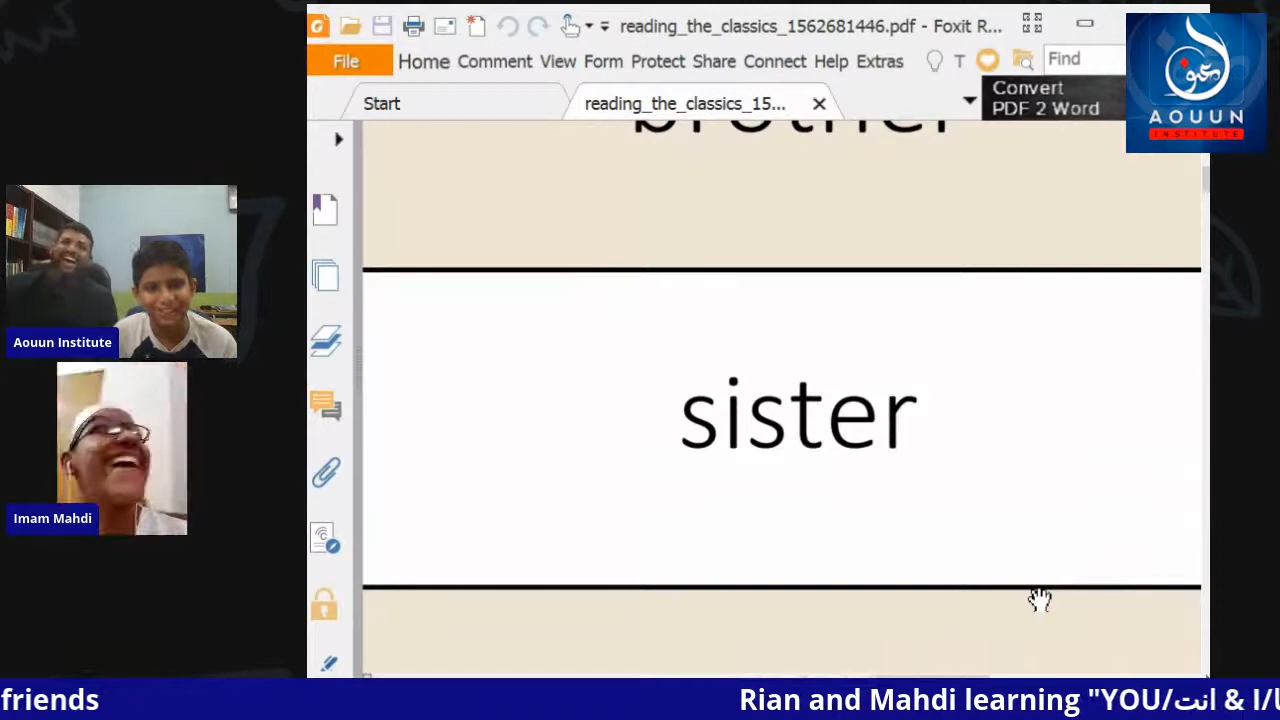 reading_the_classics_1562681446.pdf - Foxit R...
File Home Comment View Form Protect Share Connect Help Extras T Find
Start
reading_the_classics_15...
Convert
PDF 2 Word
AOUUN
INSTITUTE
brother
sister
Aouun Institute
Imam Mahdi
friends
Rian and Mahdi learning "YOU/انت & I/